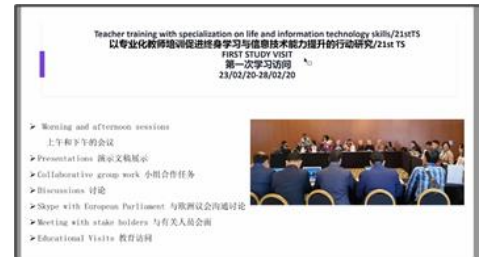 Teacher training with specialization on life and information technology skills/21stTS
以专业化教师培训促进终身学习与信息技术能力提升的行动研究/21st TS
FIRST STUDY VISIT
第一次学习访问
23/02/20-28/02/20
➢ Morning and afternoon sessions
上午和下午的会议
➢Presentations 演示文稿展示
➢Collaborative group work 小组合作任务
➢Discussions 讨论
➢Skype with European Parliament 与欧洲议会沟通讨论
➢Meeting with stake holders 与有关人员会面
➢Educational Visits 教育访问